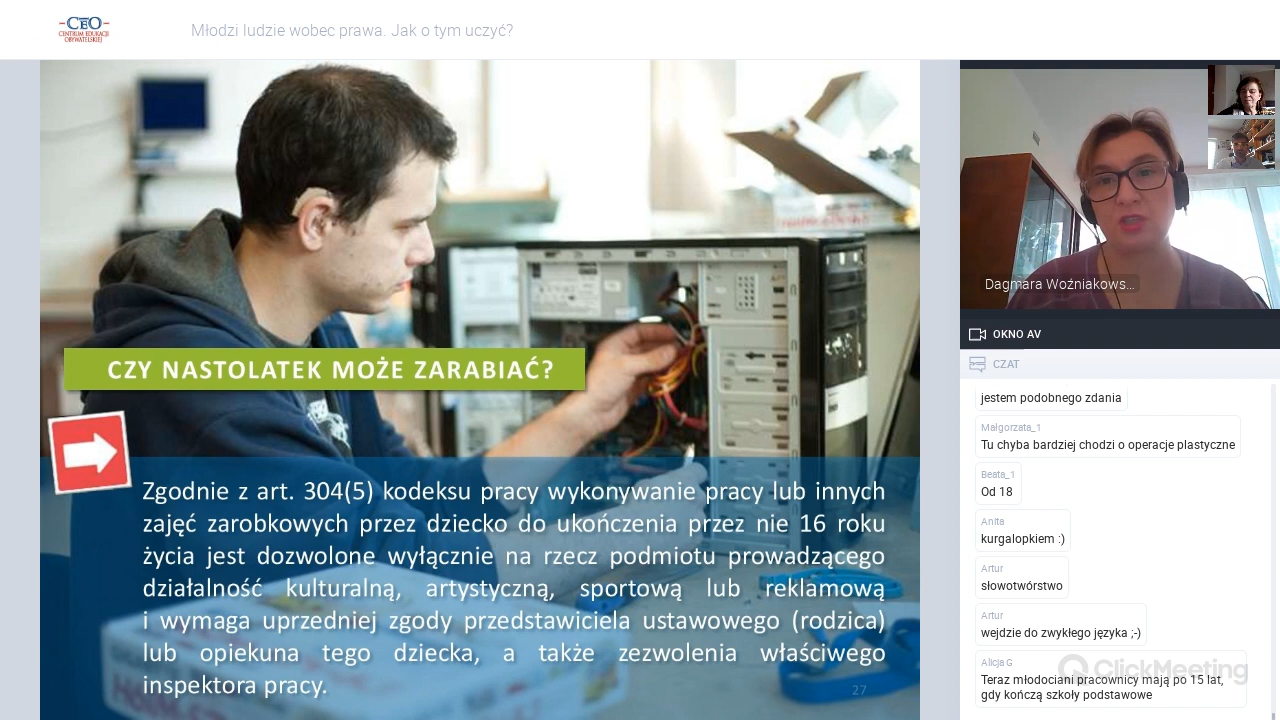 CEO
CENTRUM EDUKACJI
OBYWATELSKIEJ
Młodzi ludzie wobec prawa. Jak o tym uczyć?
CZY NASTOLATEK MOŻE ZARABIAĆ?
Zgodnie z art. 304(5) kodeksu pracy wykonywanie pracy lub innych
zajęć zarobkowych przez dziecko do ukończenia przez nie 16 roku
życia jest dozwolone wyłącznie na rzecz podmiotu prowadzącego
działalność kulturalną, artystyczną, sportową lub reklamową
i wymaga uprzedniej zgody przedstawiciela ustawowego (rodzica)
lub opiekuna tego dziecka, a także zezwolenia właściwego
inspektora pracy.
27
Dagmara Woźniakows...
OKNO AV
CZAT
jestem podobnego zdania
Małgorzata_1
Tu chyba bardziej chodzi o operacje plastyczne
Beata_1
Od 18
Anita
kurgalopkiem :)
Artur
słowotwórstwo
Artur
wejdzie do zwykłego języka ;-)
Alicja G
Teraz młodociani pracownicy mają po 15 lat,
gdy kończą szkoły podstawowe
ClickMeeting